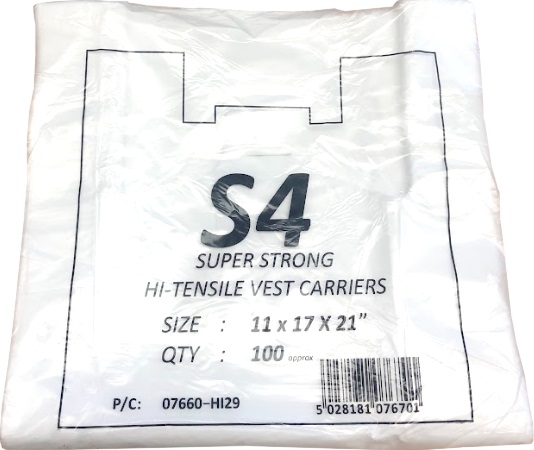 S4
SUPER STRONG
HI-TENSILE VEST CARRIERS
SIZE : 11 x 17 X 21”
QTY : 100 approx
P/C: 07660-HI29
5 028181 076701